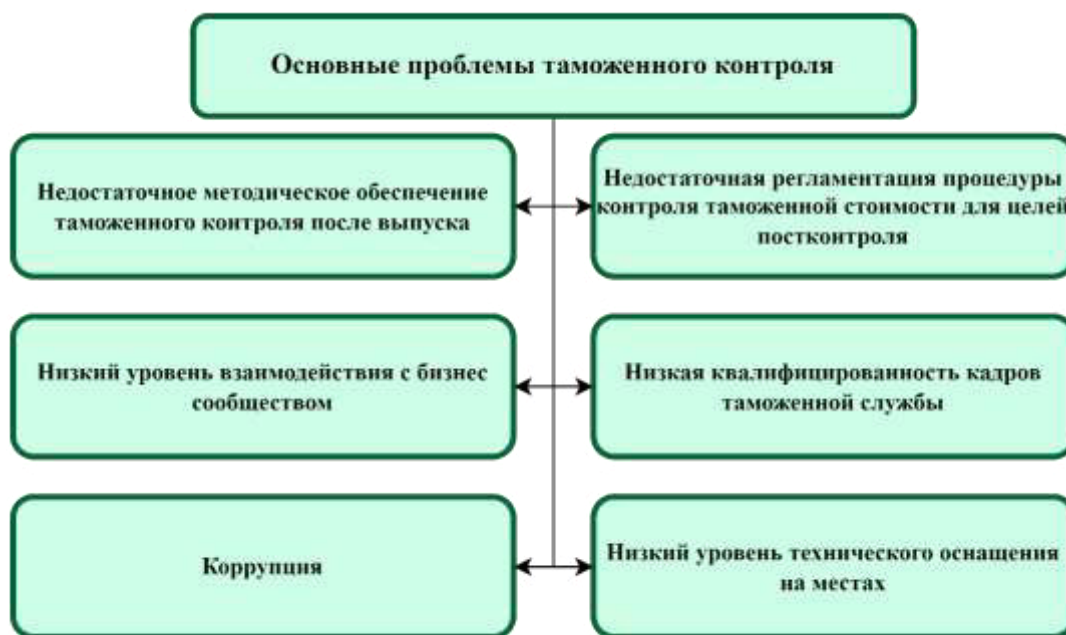 Основные проблемы таможенного контроля
Недостаточное методическое обеспечение
таможенного контроля после выпуска
Недостаточная регламентация процедуры
контроля таможенной стоимости для целей
постконтроля
Низкий уровень взаимодействия с бизнес
сообществом
Низкая квалифицированность кадров
таможенной службы
Коррупция
Низкий уровень технического оснащения
на местах